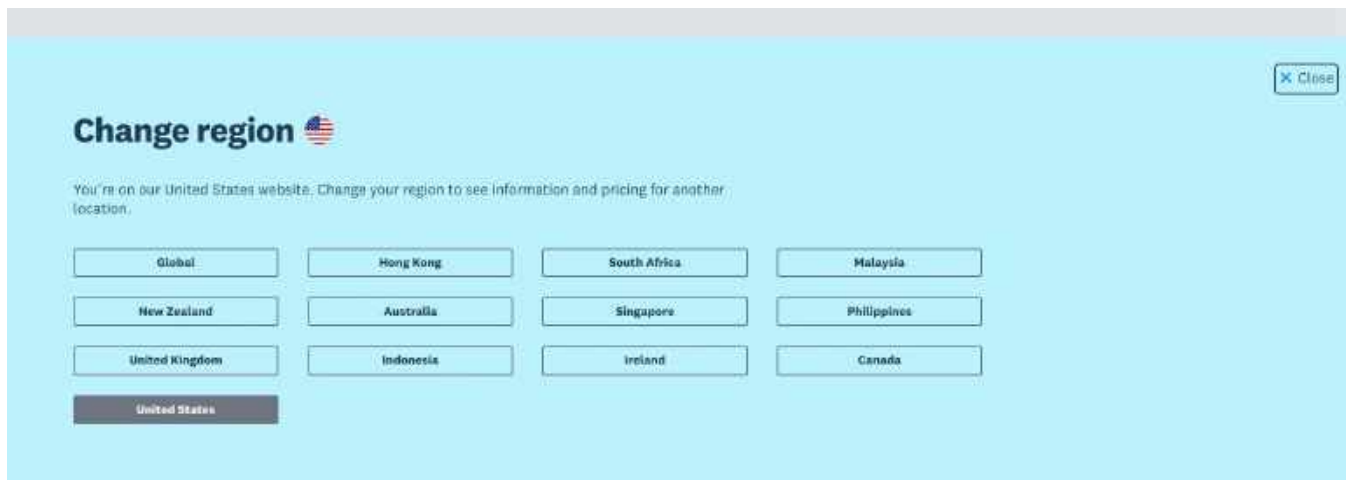 Close
Change region
You're on our United States website. Change your region to see information and pricing for another
location.
Global
Hong Kong
South Africa
Malaysia
New Zealand
Australia
Singapore
Philippines
United Kingdom
Indonesia
Ireland
Canada
United States